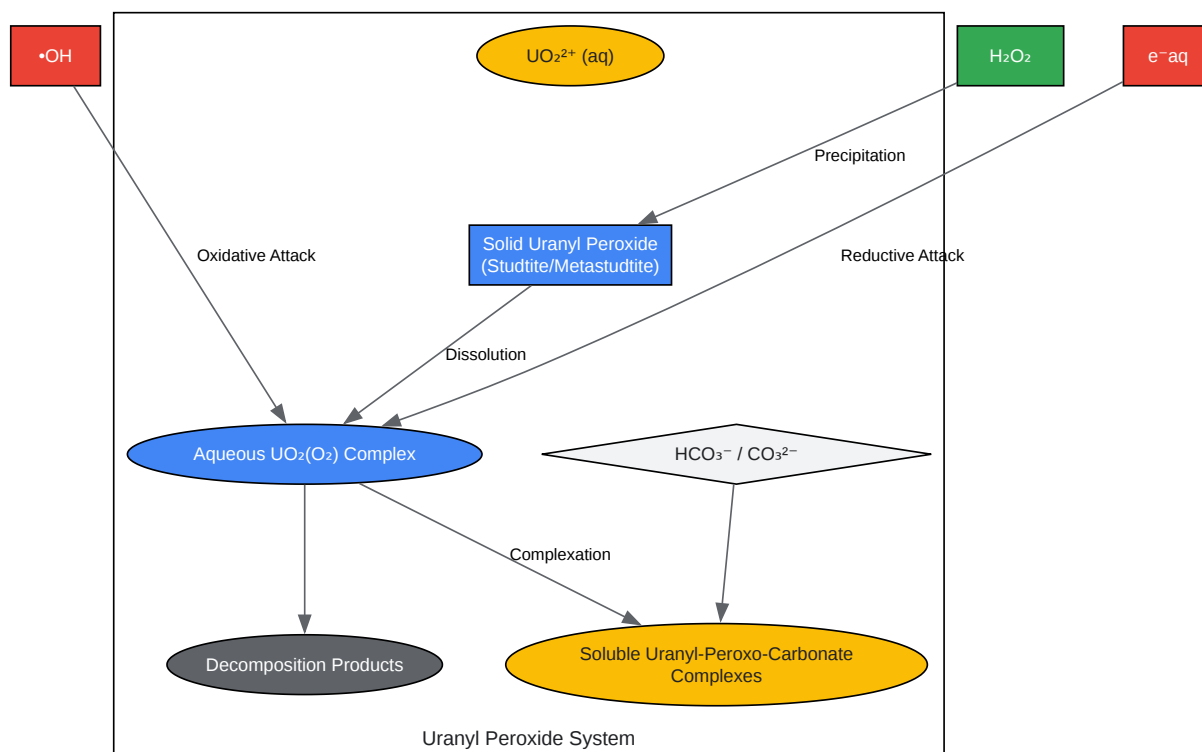 •OH
UO₂²⁺ (aq)
H₂O₂
e⁻aq
Precipitation
Solid Uranyl Peroxide
(Studtite/Metastudtite)
Oxidative Attack
Reductive Attack
Dissolution
Aqueous UO₂(O₂) Complex
HCO₃⁻ / CO₃²⁻
Complexation
Decomposition Products
Soluble Uranyl-Peroxo-Carbonate
Complexes
Uranyl Peroxide System